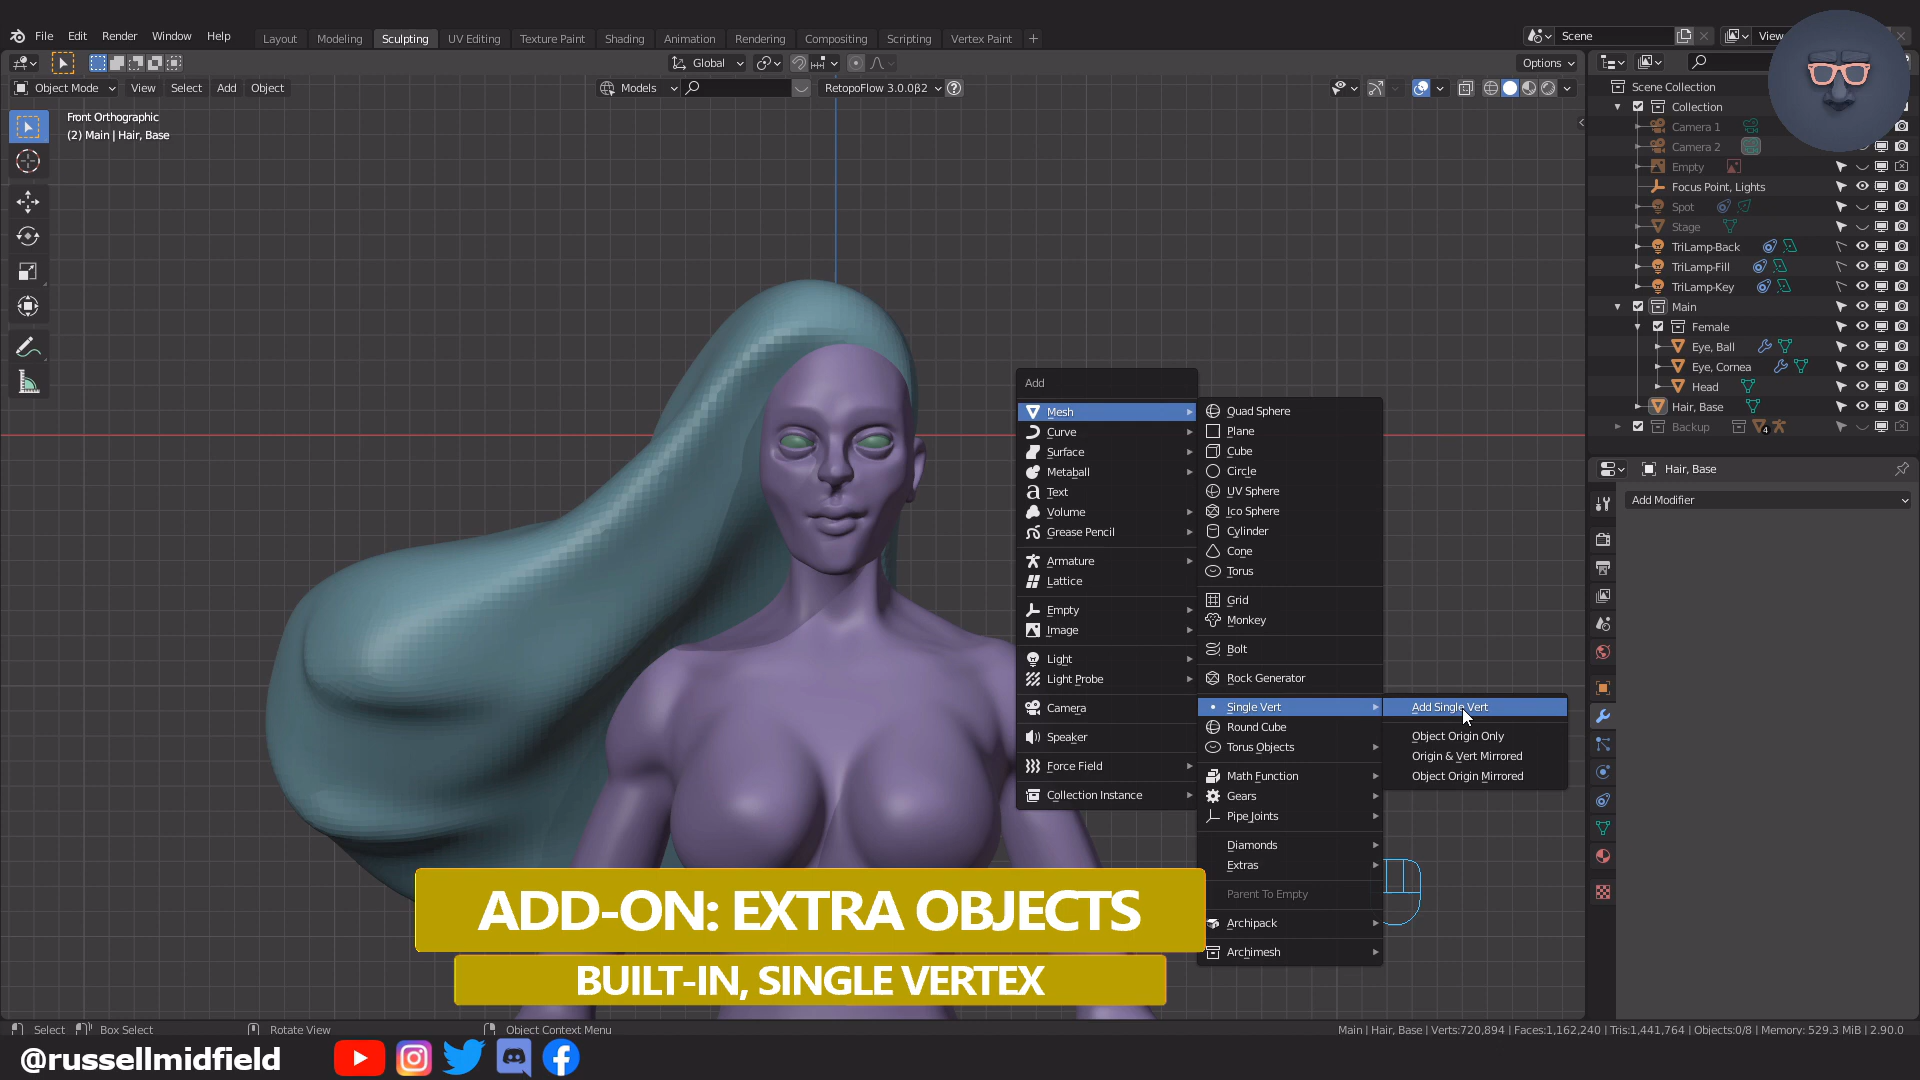 File Edit Render Window Help
Layout Modeling Sculpting UV Editing Texture Paint Shading Animation Rendering Compositing Scripting Vertex Paint +
Scene
View
Global
Options
Object Mode View Select Add Object
Models
RetopoFlow 3.0.0β2
Front Orthographic
(2) Main | Hair, Base
Scene Collection
Collection
Camera 1
Camera 2
Empty
Focus Point, Lights
Spot
Stage
TriLamp-Back
TriLamp-Fill
TriLamp-Key
Main
Female
Eye, Ball
Eye, Cornea
Head
Hair, Base
Backup
4
Hair, Base
Add Modifier
Add
Mesh
Curve
Surface
Metaball
Text
Volume
Grease Pencil
Armature
Lattice
Empty
Image
Light
Light Probe
Camera
Speaker
Force Field
Collection Instance
Quad Sphere
Plane
Cube
Circle
UV Sphere
Ico Sphere
Cylinder
Cone
Torus
Grid
Monkey
Bolt
Rock Generator
Single Vert
Round Cube
Torus Objects
Math Function
Gears
Pipe Joints
Diamonds
Extras
Parent To Empty
Archipack
Archimesh
Add Single Vert
Object Origin Only
Origin & Vert Mirrored
Object Origin Mirrored
ADD-ON: EXTRA OBJECTS
BUILT-IN, SINGLE VERTEX
Select Box Select Rotate View Object Context Menu
Main | Hair, Base | Verts:720,894 | Faces:1,162,240 | Tris:1,441,764 | Objects:0/8 | Memory: 529.3 MiB | 2.90.0
@russellmidfield